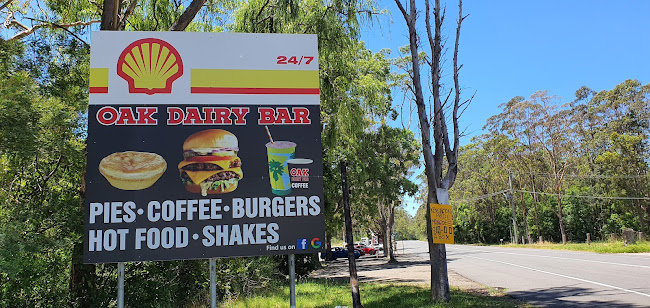 24/7
OAK DAIRY BAR
OAK
COFFEE
PIES • COFFEE • BURGERS
HOT FOOD • SHAKES
Find us on f G